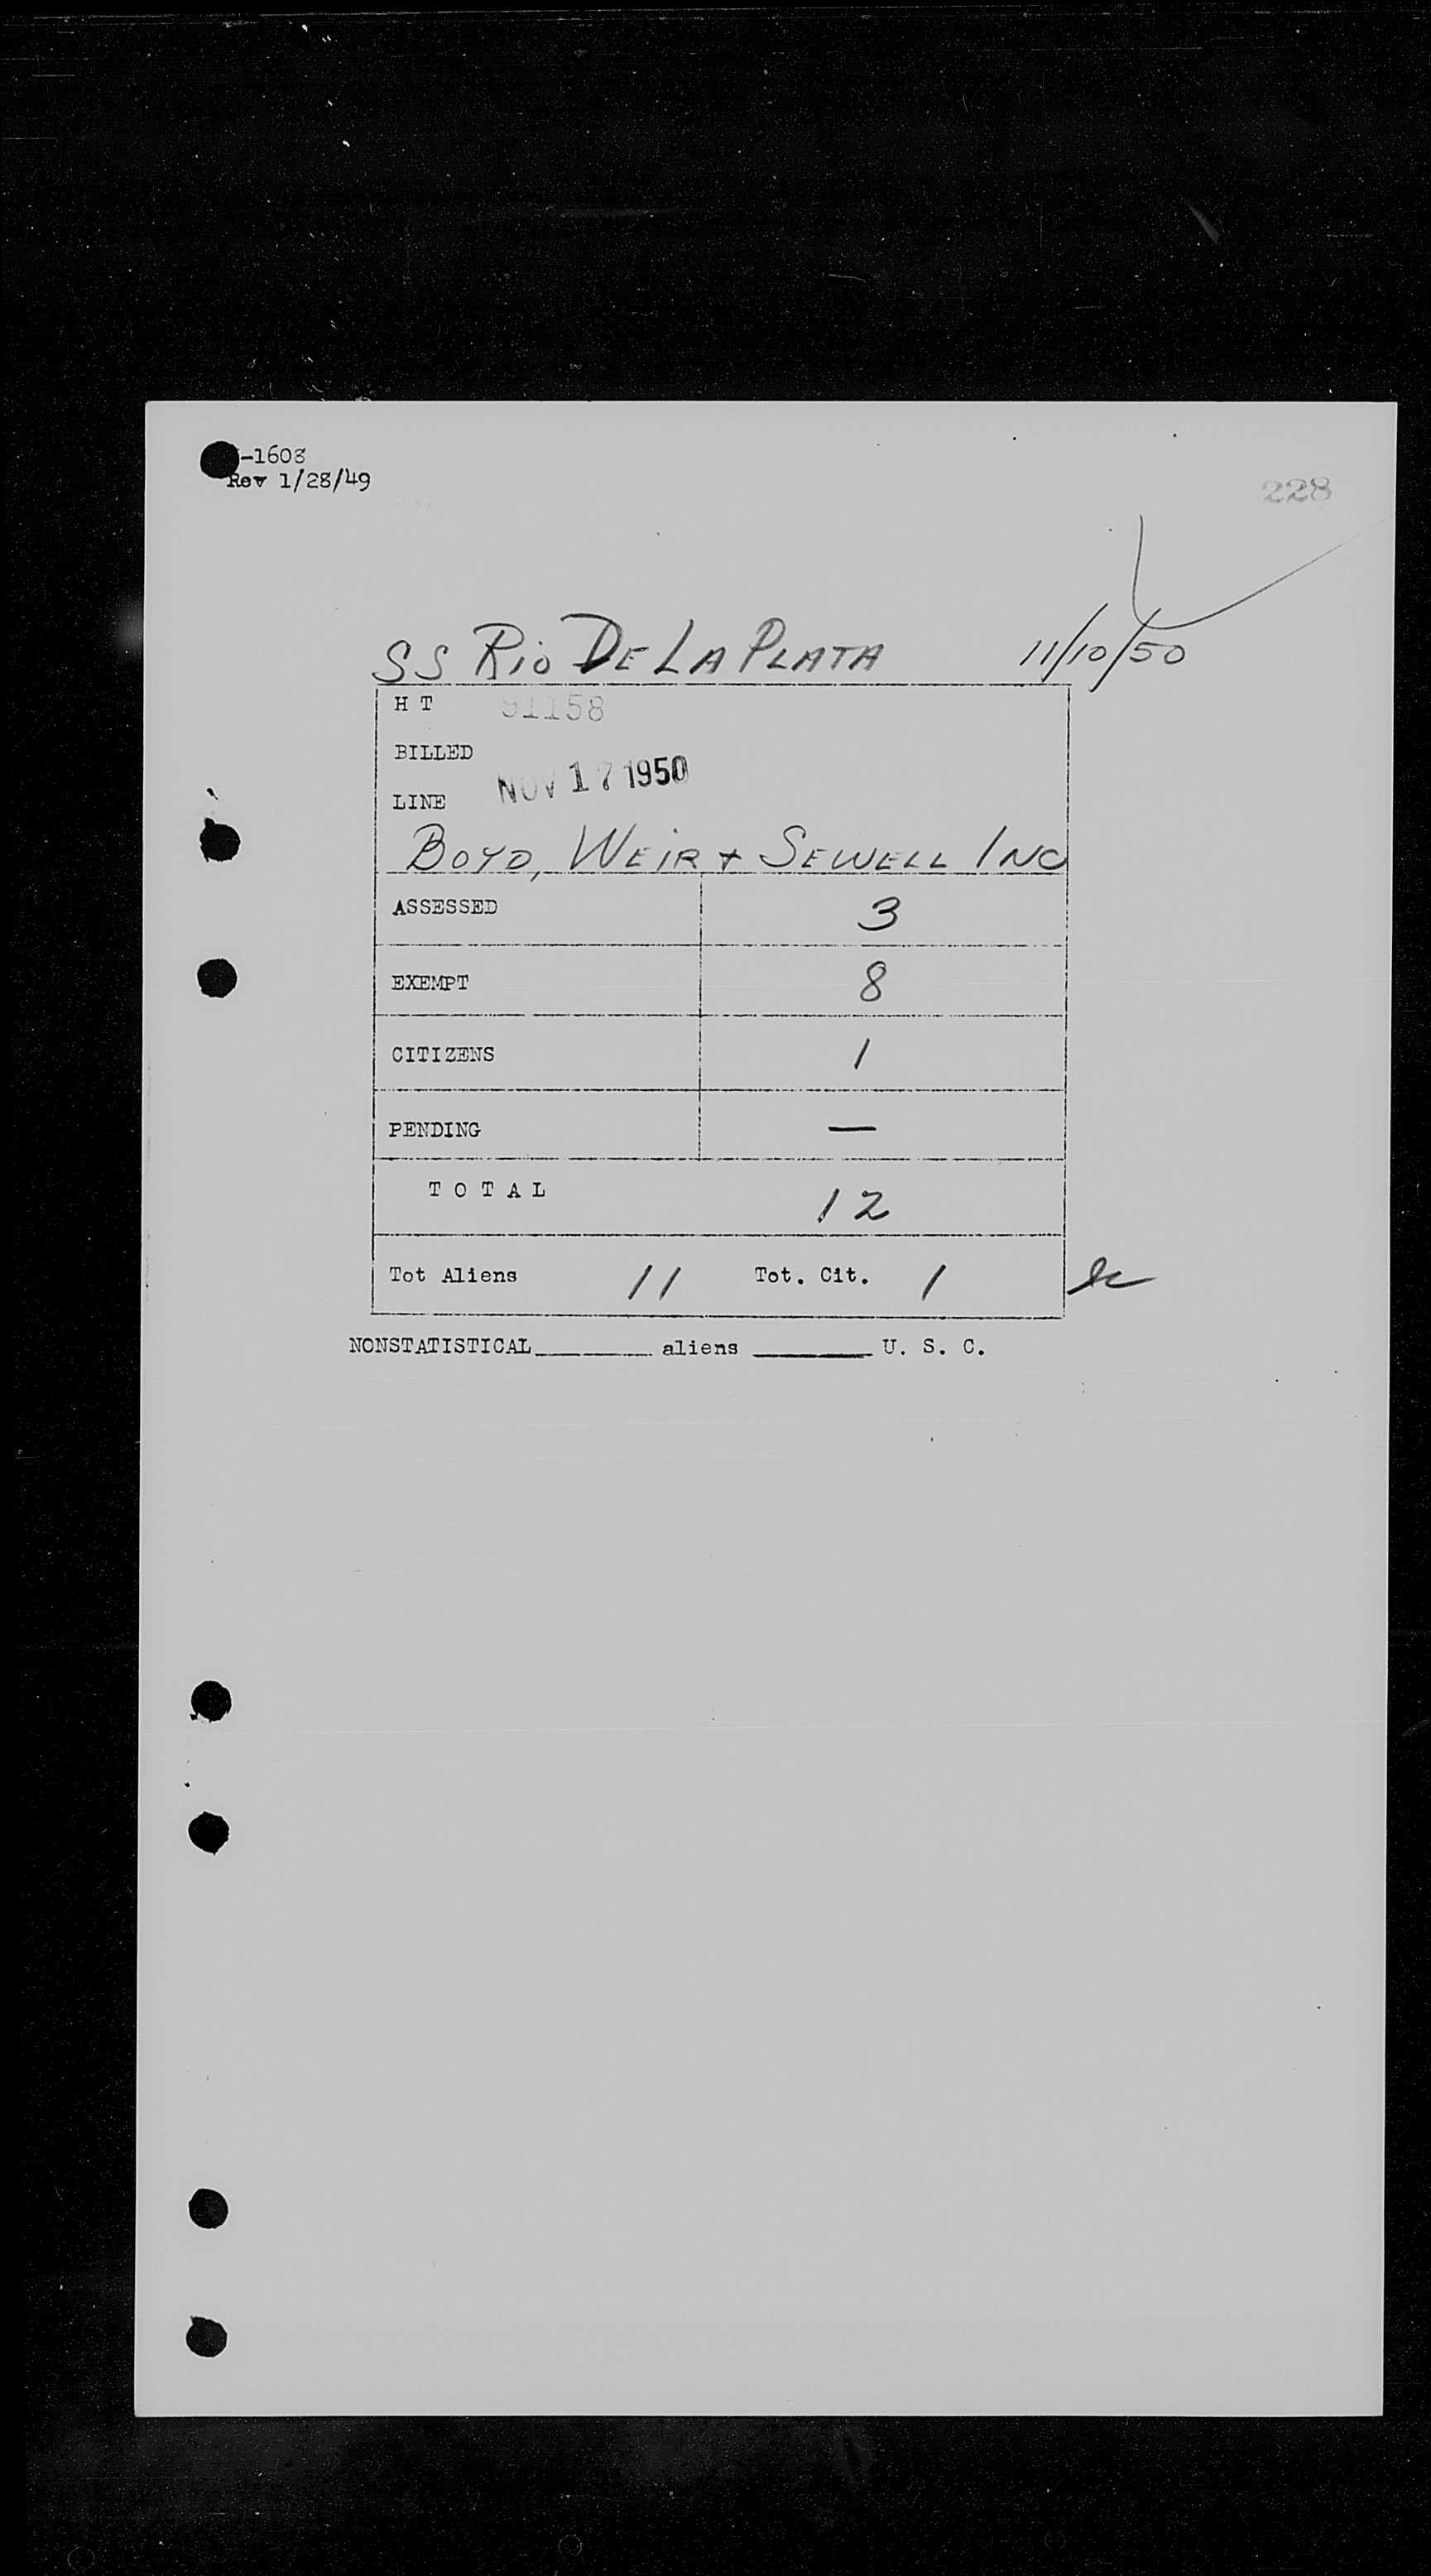 -1608
Rev 1/28/49
228
SS RIO DE LA PLATA 11/10/50
H T 91158
BILLED
NOV 17 1950
LINE
BOYD, WEIR + SEWELL INC
ASSESSED 3
EXEMPT 8
CITIZENS 1
PENDING —
T O T A L 12
Tot Aliens 11 Tot. Cit. 1
NONSTATISTICAL______ aliens ______ U. S. C.